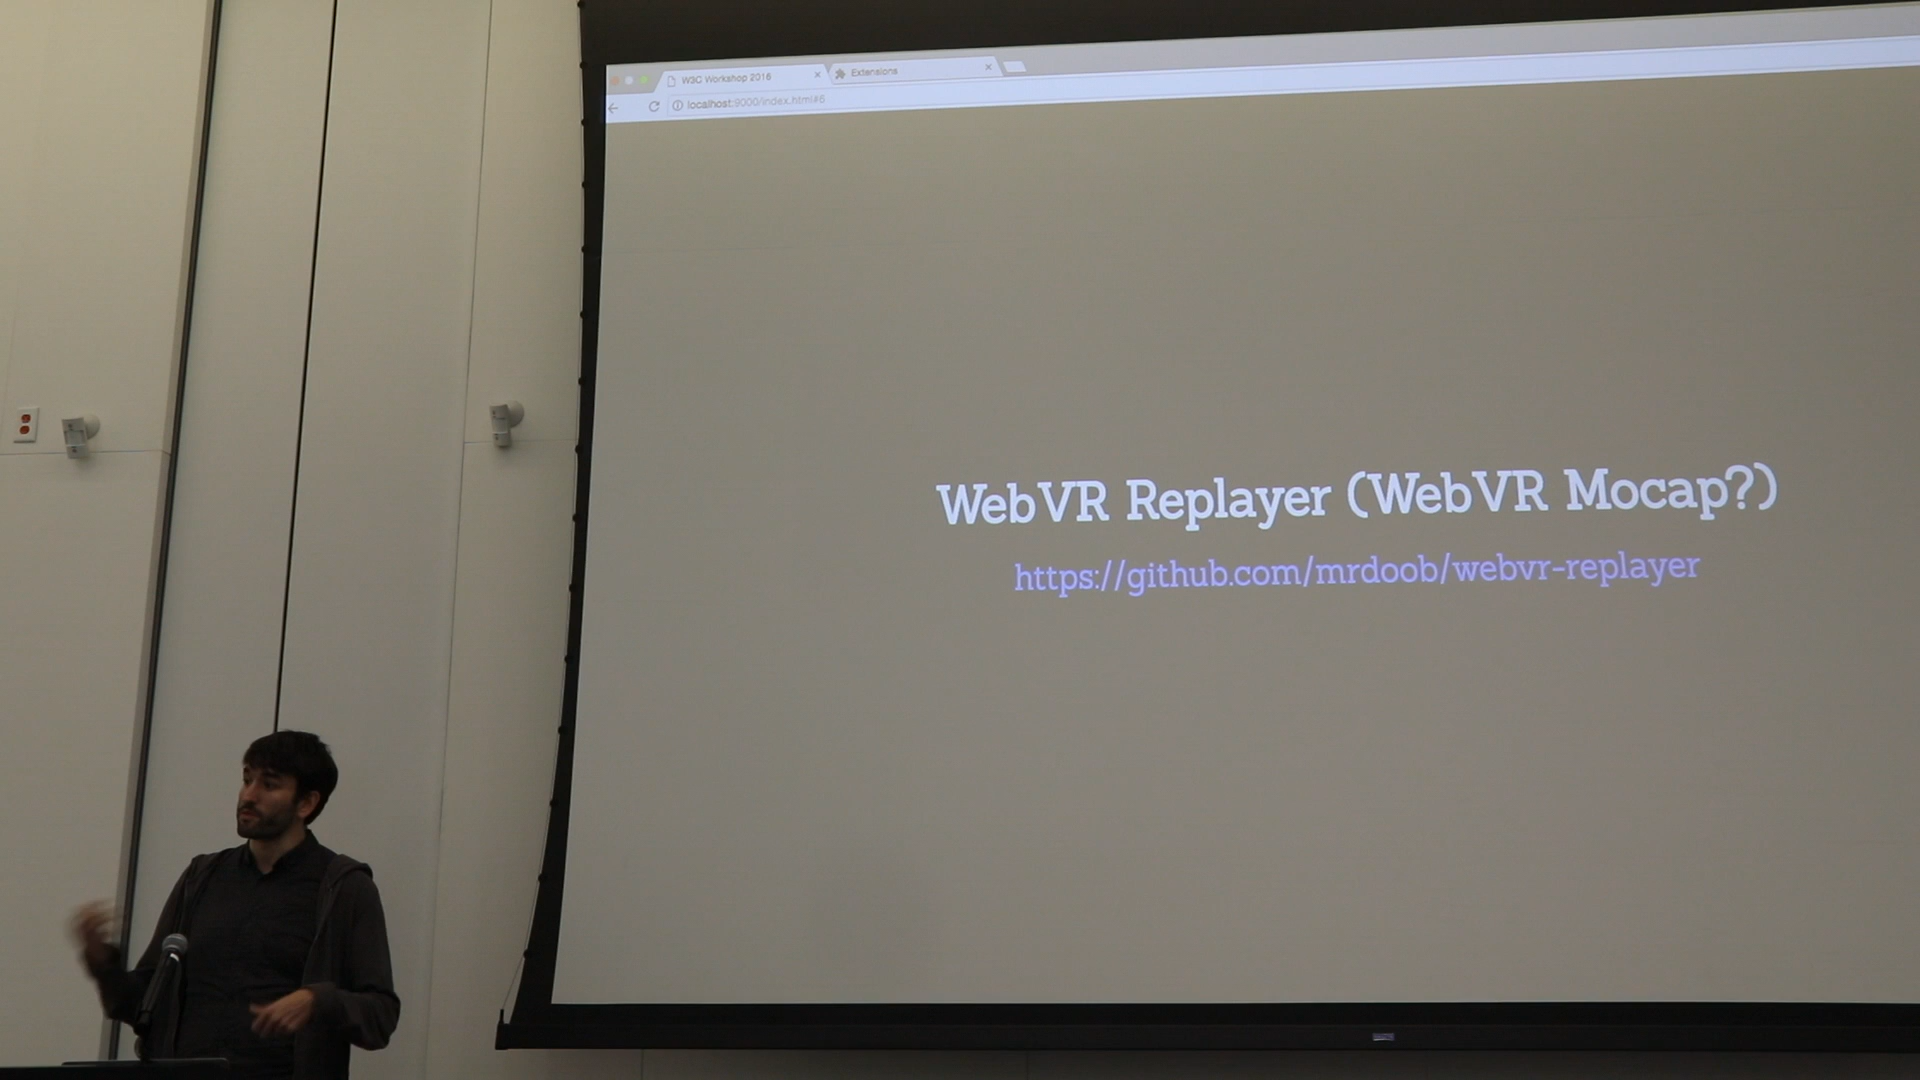 W3C Workshop 2016
Extensions
localhost:9000/index.html#6
WebVR Replayer (WebVR Mocap?)
https://github.com/mrdoob/webvr-replayer